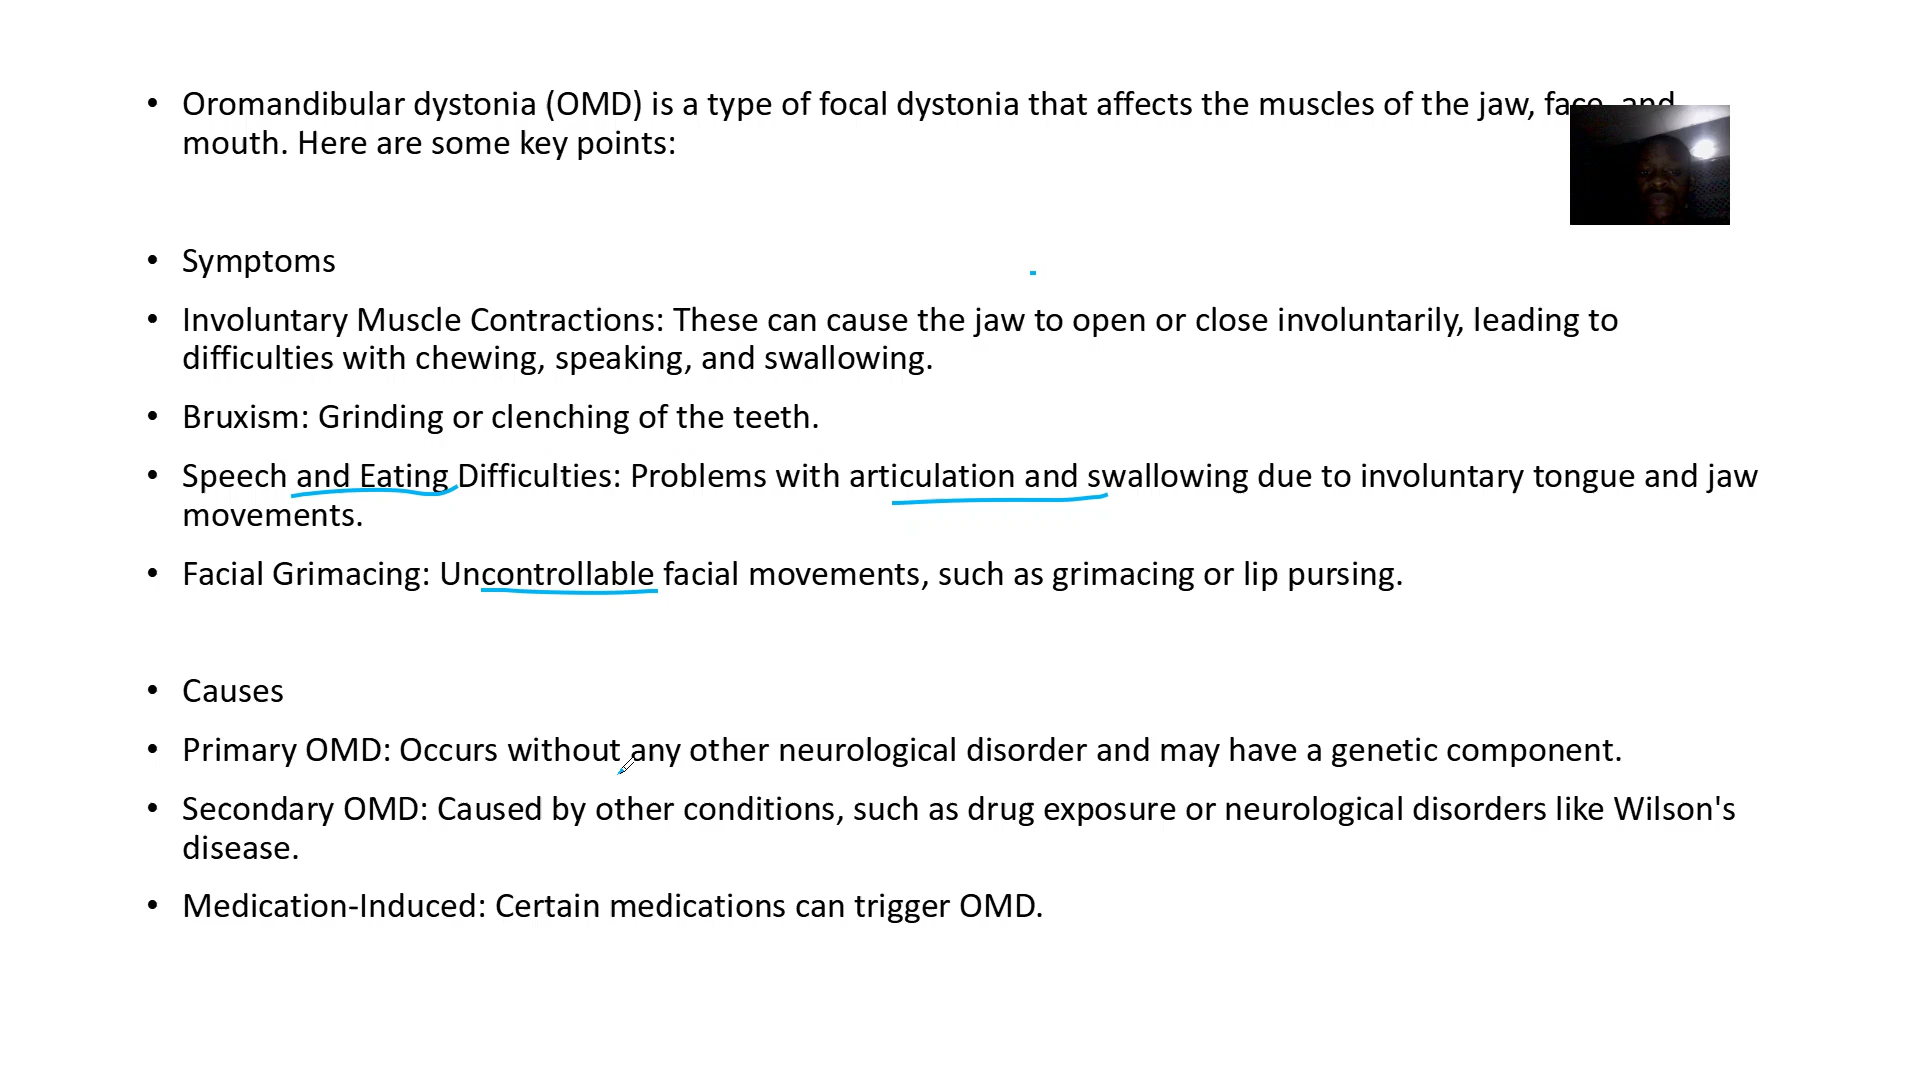 • Oromandibular dystonia (OMD) is a type of focal dystonia that affects the muscles of the jaw, face, and
mouth. Here are some key points:
• Symptoms
• Involuntary Muscle Contractions: These can cause the jaw to open or close involuntarily, leading to
difficulties with chewing, speaking, and swallowing.
• Bruxism: Grinding or clenching of the teeth.
• Speech and Eating Difficulties: Problems with articulation and swallowing due to involuntary tongue and jaw
movements.
• Facial Grimacing: Uncontrollable facial movements, such as grimacing or lip pursing.
• Causes
• Primary OMD: Occurs without any other neurological disorder and may have a genetic component.
• Secondary OMD: Caused by other conditions, such as drug exposure or neurological disorders like Wilson's
disease.
• Medication-Induced: Certain medications can trigger OMD.